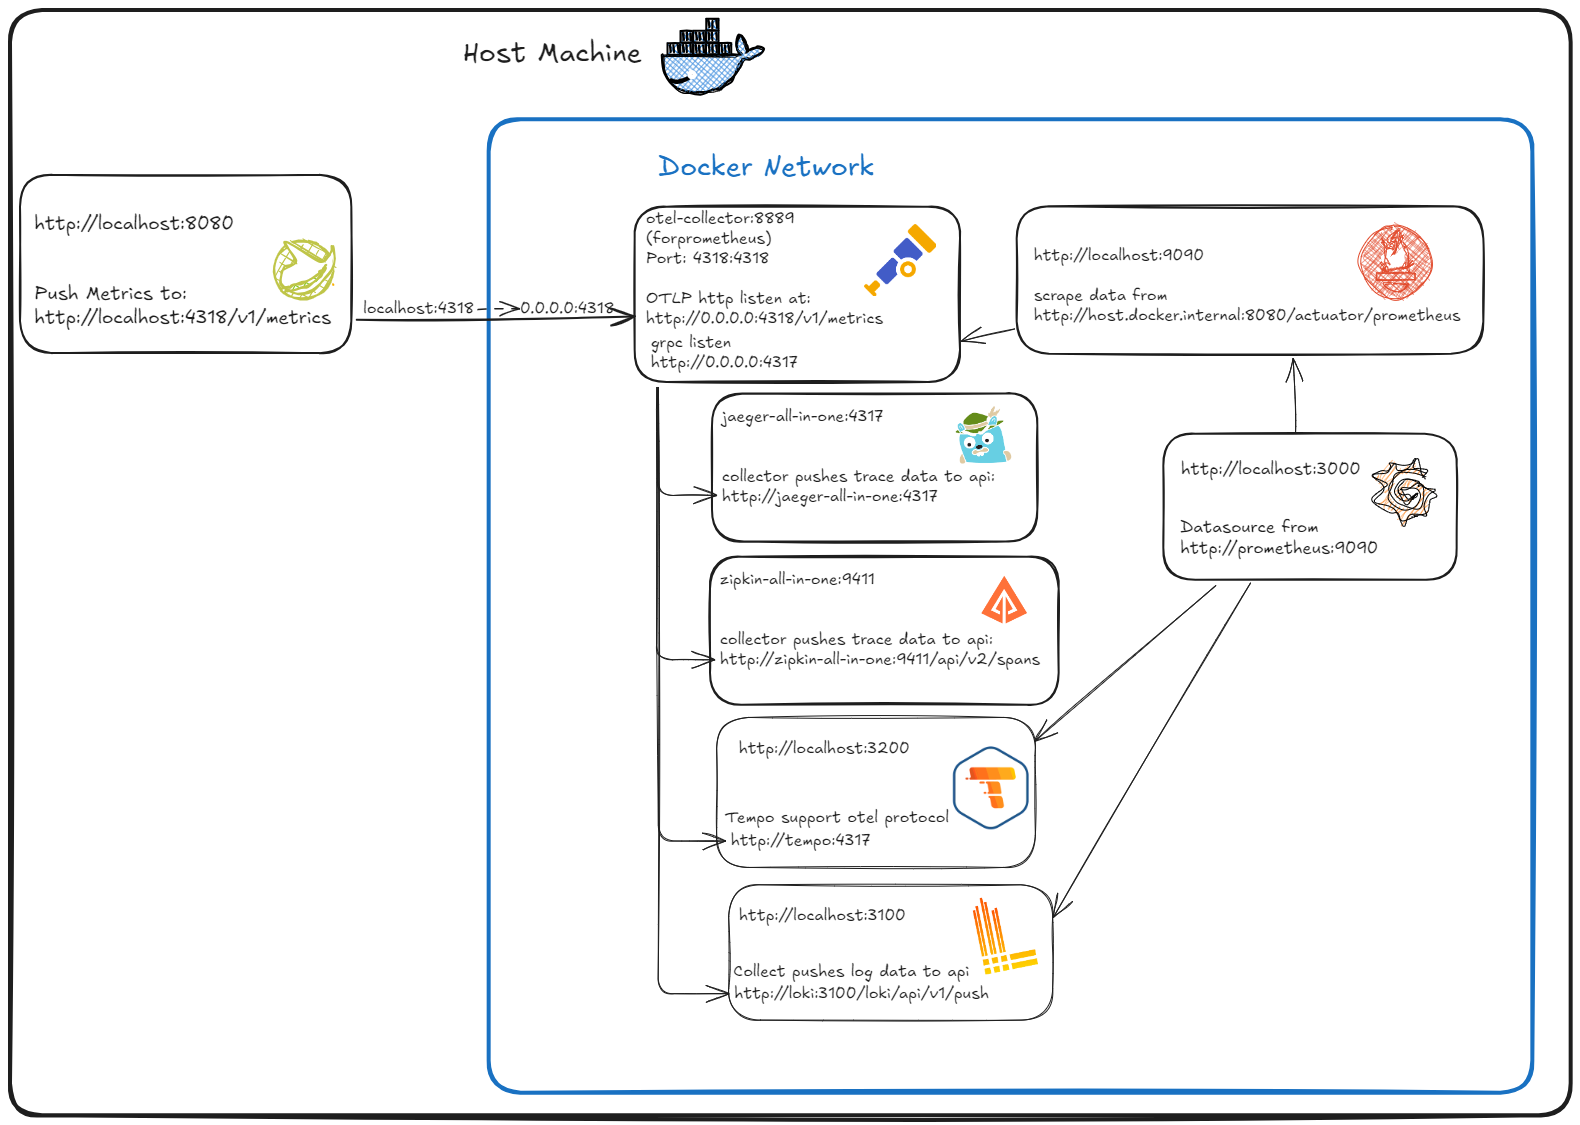 Host Machine
Docker Network
http://localhost:8080
Push Metrics to:
http://localhost:4318/v1/metrics
localhost:4318 --->0.0.0.0:4318
otel-collector:8889
(forprometheus)
Port: 4318:4318
OTLP http listen at:
http://0.0.0.0:4318/v1/metrics
grpc listen
http://0.0.0.0:4317
http://localhost:9090
scrape data from
http://host.docker.internal:8080/actuator/prometheus
jaeger-all-in-one:4317
collector pushes trace data to api:
http://jaeger-all-in-one:4317
http://localhost:3000
Datasource from
http://prometheus:9090
zipkin-all-in-one:9411
collector pushes trace data to api:
http://zipkin-all-in-one:9411/api/v2/spans
http://localhost:3200
Tempo support otel protocol
http://tempo:4317
http://localhost:3100
Collect pushes log data to api
http://loki:3100/loki/api/v1/push